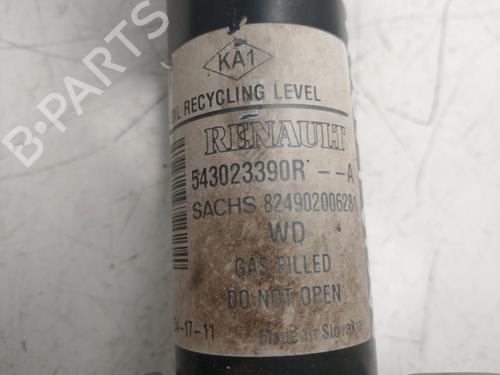 KA1
OIL RECYCLING LEVEL
RENAULT
543023390R --A
SACHS 824902006281
WD
GAS FILLED
DO NOT OPEN
-17-11
Made in Slovakia
B-PARTS